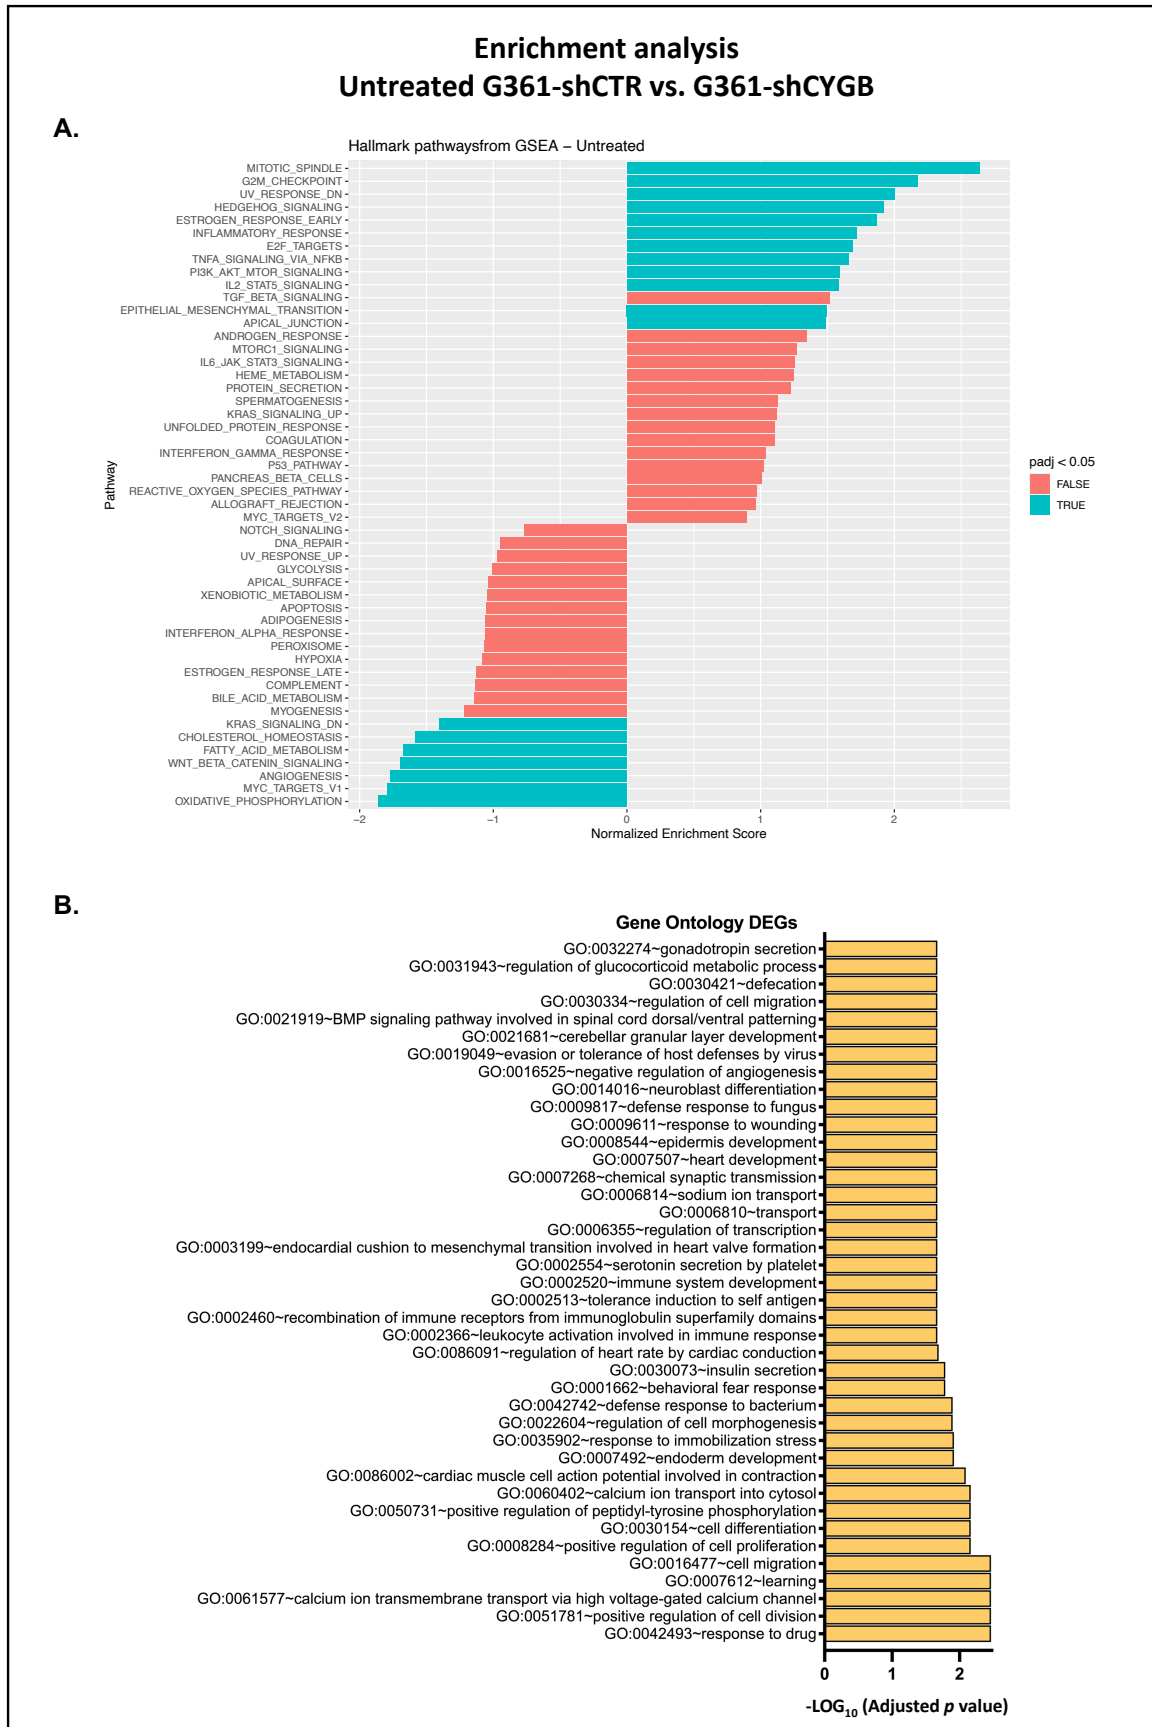 Enrichment analysis
Untreated G361-shCTR vs. G361-shCYGB
A.
Hallmark pathwaysfrom GSEA – Untreated
MITOTIC_SPINDLE
G2M_CHECKPOINT
UV_RESPONSE_DN
HEDGEHOG_SIGNALING
ESTROGEN_RESPONSE_EARLY
INFLAMMATORY_RESPONSE
E2F_TARGETS
TNFA_SIGNALING_VIA_NFKB
PI3K_AKT_MTOR_SIGNALING
IL2_STAT5_SIGNALING
TGF_BETA_SIGNALING
EPITHELIAL_MESENCHYMAL_TRANSITION
APICAL_JUNCTION
ANDROGEN_RESPONSE
MTORC1_SIGNALING
IL6_JAK_STAT3_SIGNALING
HEME_METABOLISM
PROTEIN_SECRETION
SPERMATOGENESIS
KRAS_SIGNALING_UP
UNFOLDED_PROTEIN_RESPONSE
COAGULATION
INTERFERON_GAMMA_RESPONSE
P53_PATHWAY
PANCREAS_BETA_CELLS
REACTIVE_OXYGEN_SPECIES_PATHWAY
ALLOGRAFT_REJECTION
MYC_TARGETS_V2
NOTCH_SIGNALING
DNA_REPAIR
UV_RESPONSE_UP
GLYCOLYSIS
APICAL_SURFACE
XENOBIOTIC_METABOLISM
APOPTOSIS
ADIPOGENESIS
INTERFERON_ALPHA_RESPONSE
PEROXISOME
HYPOXIA
ESTROGEN_RESPONSE_LATE
COMPLEMENT
BILE_ACID_METABOLISM
MYOGENESIS
KRAS_SIGNALING_DN
CHOLESTEROL_HOMEOSTASIS
FATTY_ACID_METABOLISM
WNT_BETA_CATENIN_SIGNALING
ANGIOGENESIS
MYC_TARGETS_V1
OXIDATIVE_PHOSPHORYLATION
Pathway
−2 −1 0 1 2
Normalized Enrichment Score
padj < 0.05
FALSE
TRUE
B.
Gene Ontology DEGs
GO:0032274~gonadotropin secretion
GO:0031943~regulation of glucocorticoid metabolic process
GO:0030421~defecation
GO:0030334~regulation of cell migration
GO:0021919~BMP signaling pathway involved in spinal cord dorsal/ventral patterning
GO:0021681~cerebellar granular layer development
GO:0019049~evasion or tolerance of host defenses by virus
GO:0016525~negative regulation of angiogenesis
GO:0014016~neuroblast differentiation
GO:0009817~defense response to fungus
GO:0009611~response to wounding
GO:0008544~epidermis development
GO:0007507~heart development
GO:0007268~chemical synaptic transmission
GO:0006814~sodium ion transport
GO:0006810~transport
GO:0006355~regulation of transcription
GO:0003199~endocardial cushion to mesenchymal transition involved in heart valve formation
GO:0002554~serotonin secretion by platelet
GO:0002520~immune system development
GO:0002513~tolerance induction to self antigen
GO:0002460~recombination of immune receptors from immunoglobulin superfamily domains
GO:0002366~leukocyte activation involved in immune response
GO:0086091~regulation of heart rate by cardiac conduction
GO:0030073~insulin secretion
GO:0001662~behavioral fear response
GO:0042742~defense response to bacterium
GO:0022604~regulation of cell morphogenesis
GO:0035902~response to immobilization stress
GO:0007492~endoderm development
GO:0086002~cardiac muscle cell action potential involved in contraction
GO:0060402~calcium ion transport into cytosol
GO:0050731~positive regulation of peptidyl-tyrosine phosphorylation
GO:0030154~cell differentiation
GO:0008284~positive regulation of cell proliferation
GO:0016477~cell migration
GO:0007612~learning
GO:0061577~calcium ion transmembrane transport via high voltage-gated calcium channel
GO:0051781~positive regulation of cell division
GO:0042493~response to drug
0 1 2
-LOG10 (Adjusted p value)